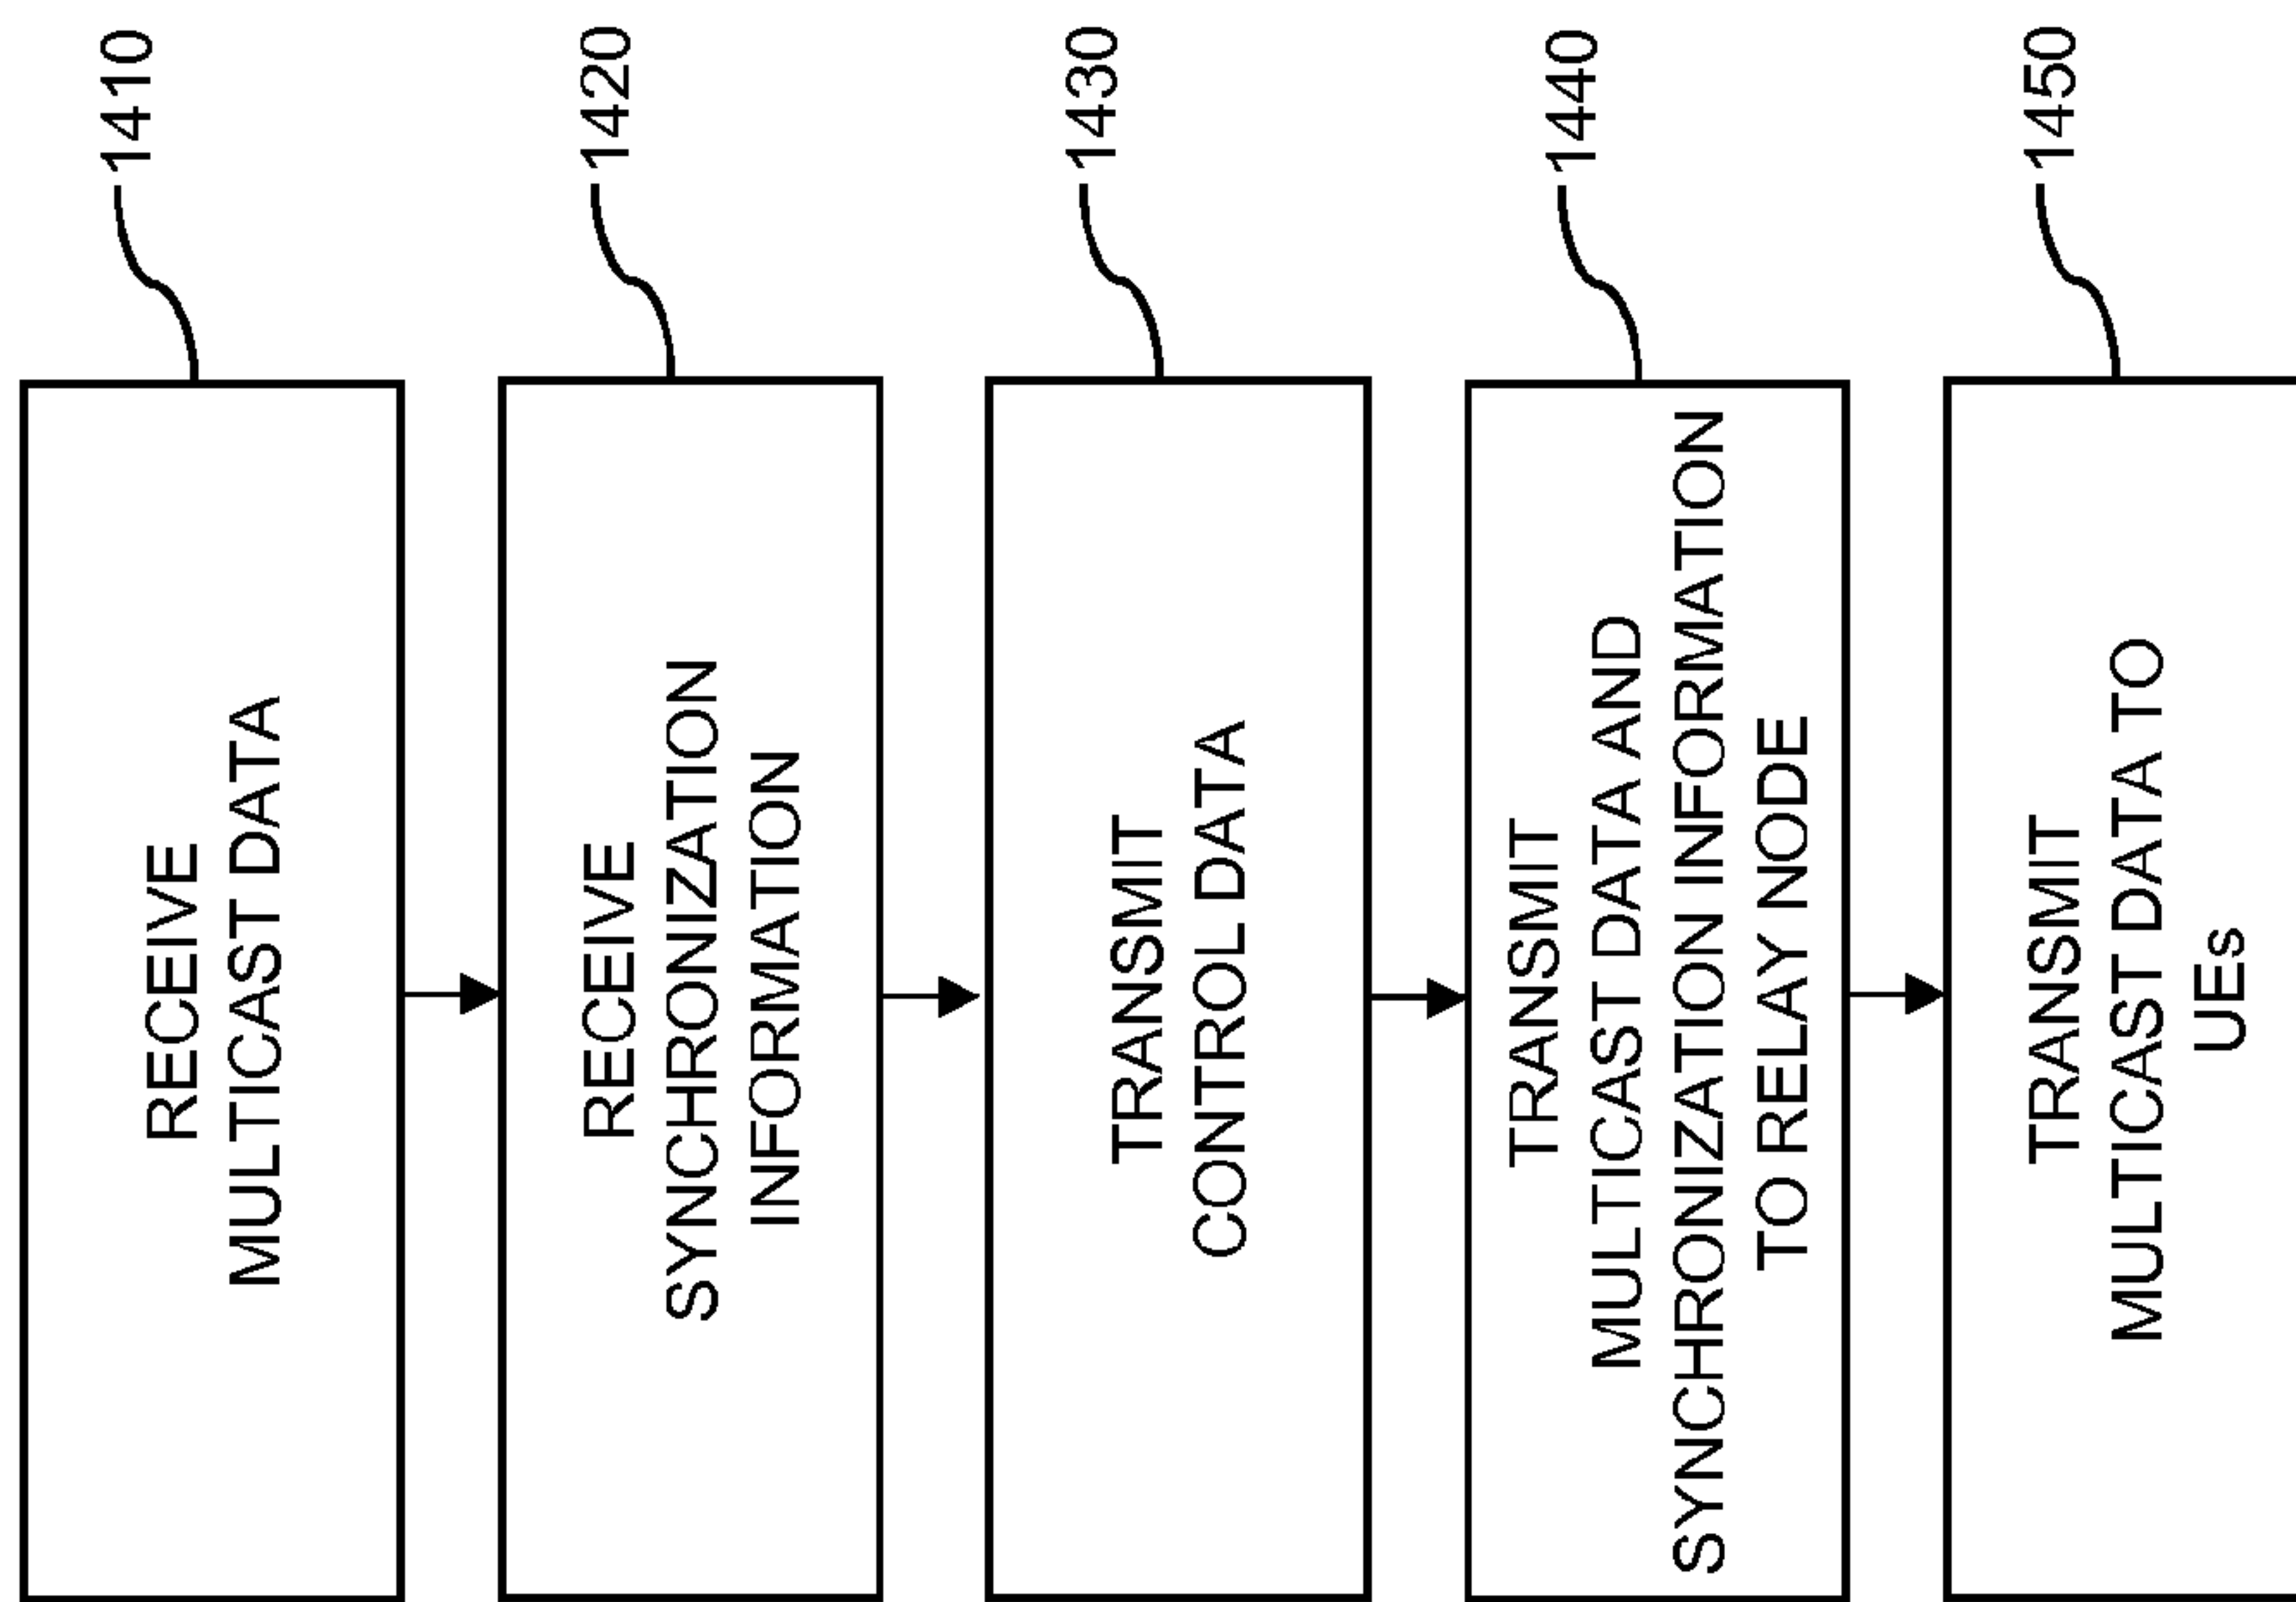 1410
RECEIVE
MULTICAST DATA
1420
RECEIVE
SYNCHRONIZATION
INFORMATION
1430
TRANSMIT
CONTROL DATA
1440
TRANSMIT
MULTICAST DATA AND
SYNCHRONIZATION INFORMATION
TO RELAY NODE
1450
TRANSMIT
MULTICAST DATA TO
UEs